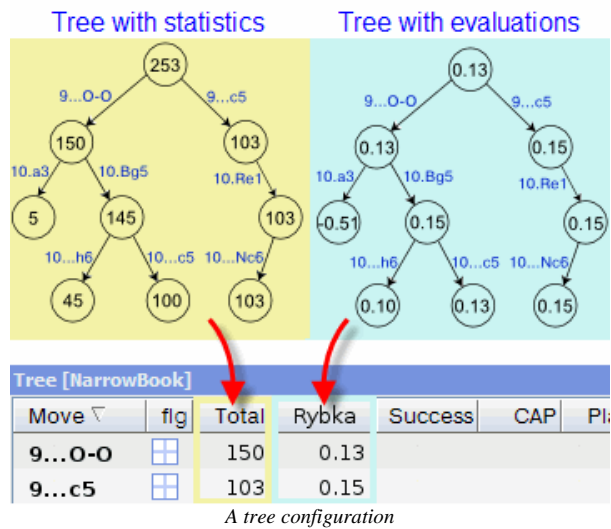 Tree with statistics
Tree with evaluations
253
9...O-O
9...c5
150
103
10.a3
10.Bg5
10.Re1
5
145
103
10...h6
10...c5
10...Nc6
45
100
103
0.13
9...O-O
9...c5
0.13
0.15
10.a3
10.Bg5
10.Re1
-0.51
0.15
0.15
10...h6
10...c5
10...Nc6
0.10
0.13
0.15
Tree [NarrowBook]
Move flg Total Rybka Success CAP Pla
9...O-O 150 0.13
9...c5 103 0.15
A tree configuration